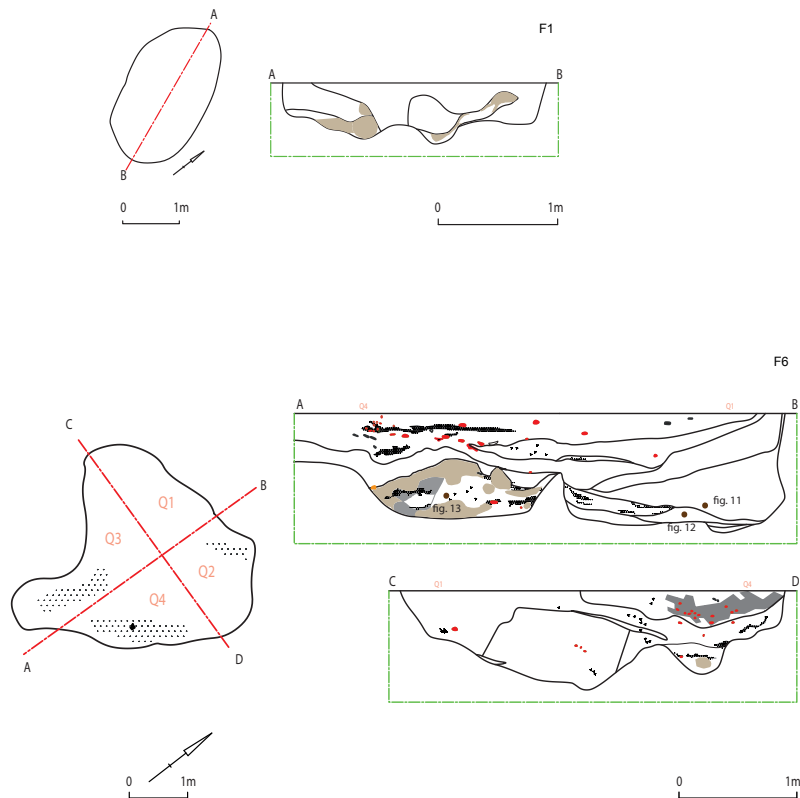 F1
A
B
A B
0 1m
0 1m
F6
C
B
Q1
Q3
Q2
Q4
A
D
0 1m
A Q4 Q1 B
fig. 11
fig. 13
fig. 12
C Q1 Q4 D
0 1m